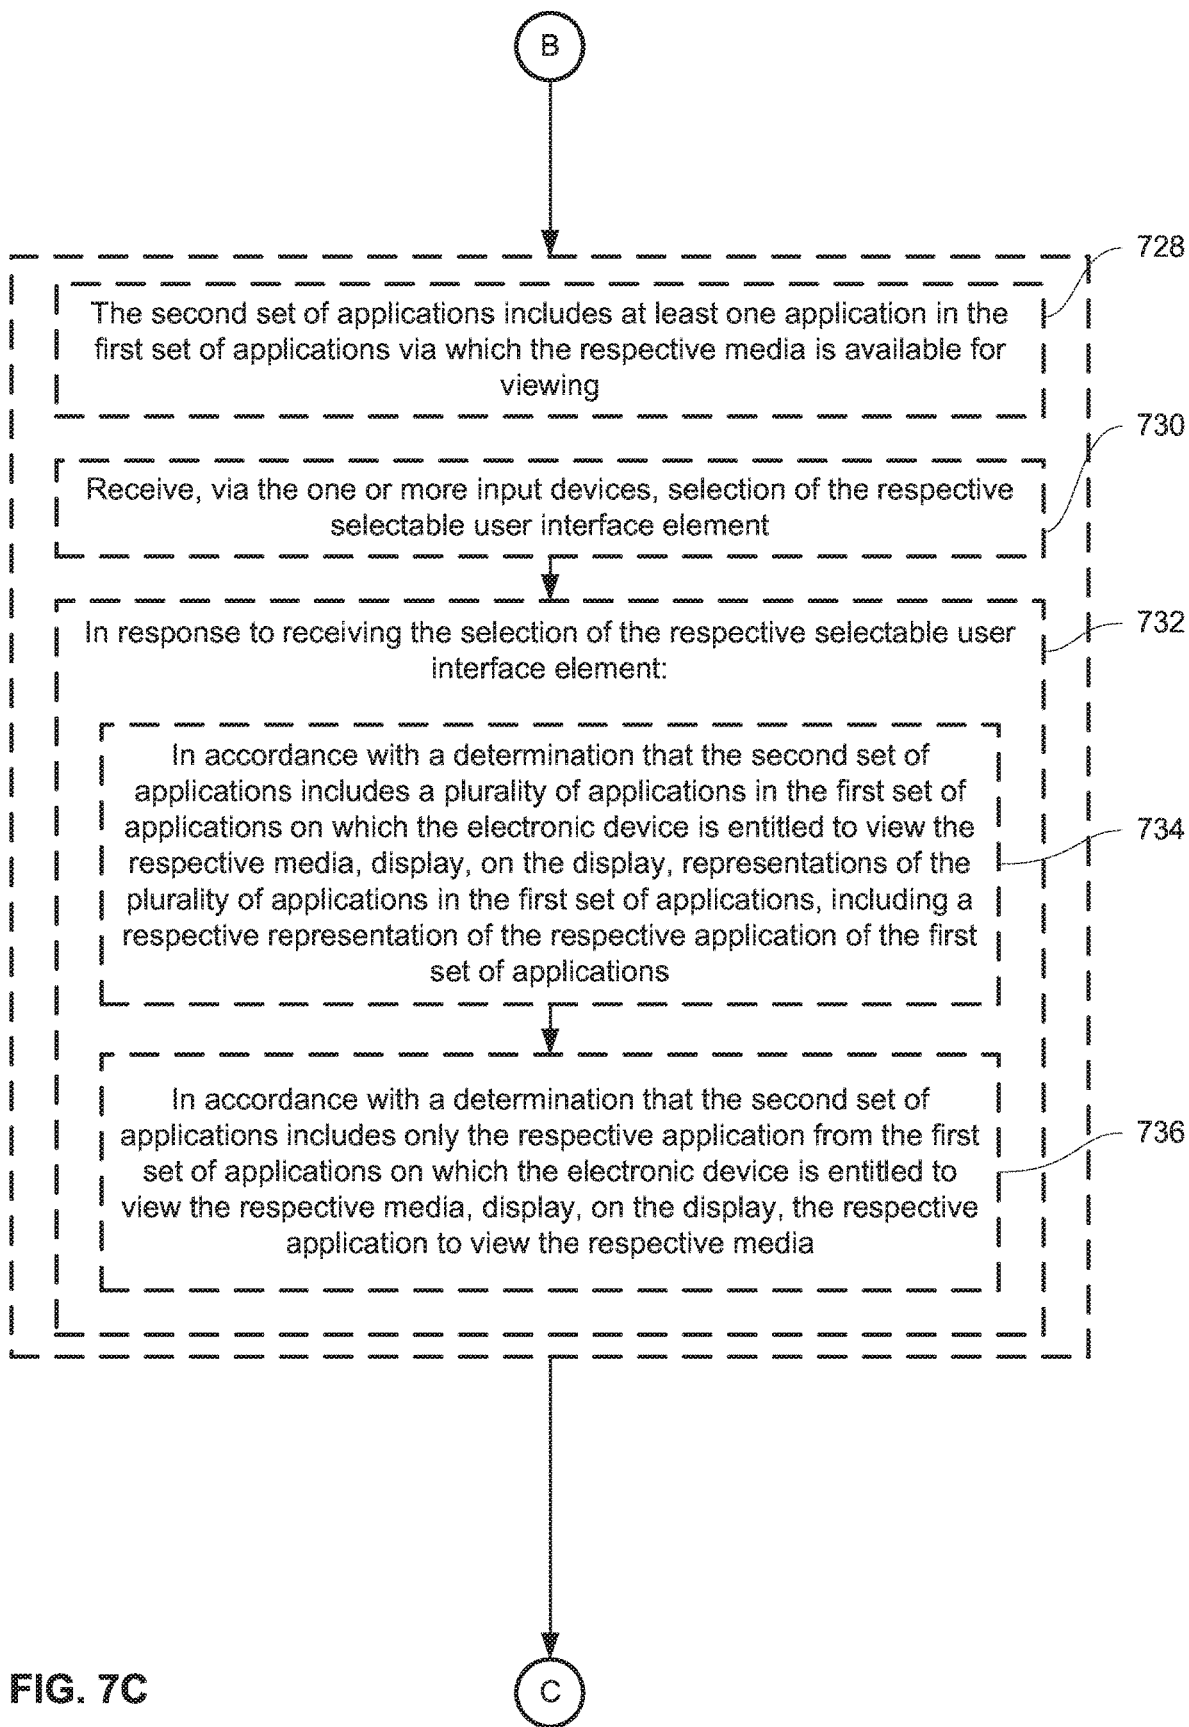 B
728
The second set of applications includes at least one application in the
first set of applications via which the respective media is available for
viewing
730
Receive, via the one or more input devices, selection of the respective
selectable user interface element
732
In response to receiving the selection of the respective selectable user
interface element:
In accordance with a determination that the second set of
applications includes a plurality of applications in the first set of
applications on which the electronic device is entitled to view the
respective media, display, on the display, representations of the
plurality of applications in the first set of applications, including a
respective representation of the respective application of the first
set of applications
734
In accordance with a determination that the second set of
applications includes only the respective application from the first
set of applications on which the electronic device is entitled to
view the respective media, display, on the display, the respective
application to view the respective media
736
FIG. 7C
C